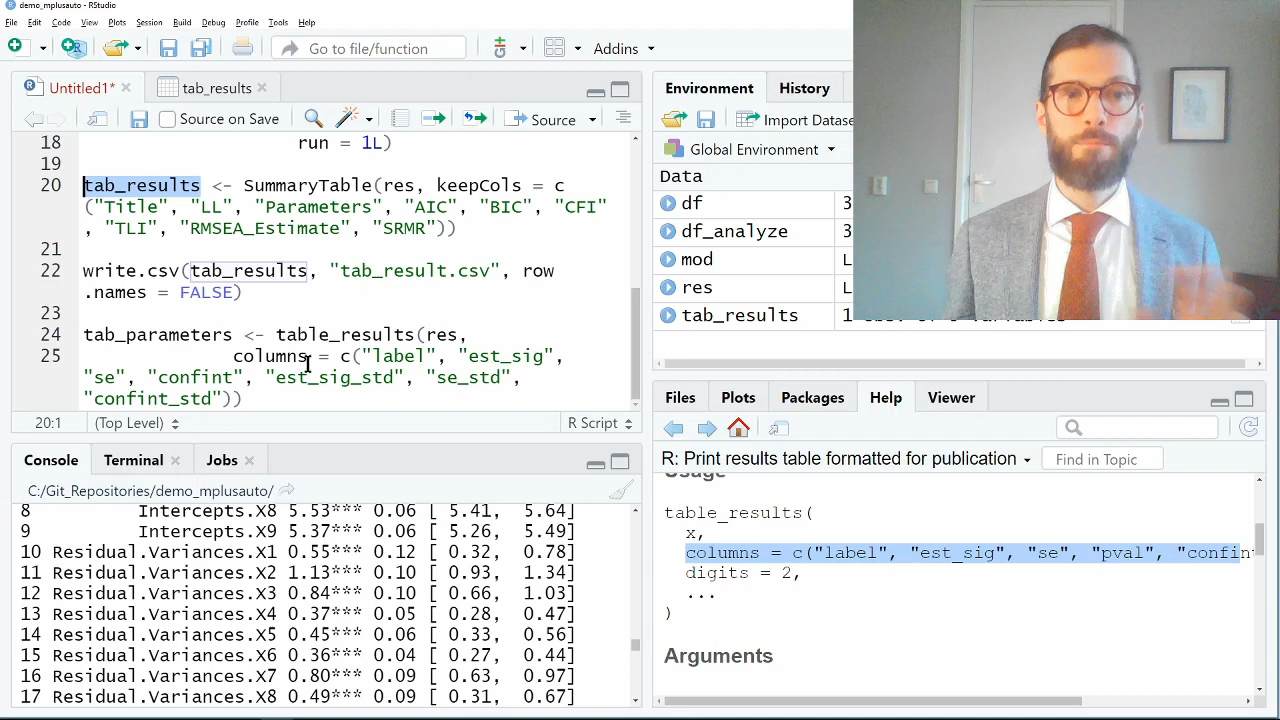 demo_mplusauto - RStudio
File Edit Code View Plots Session Build Debug Profile Tools Help
Go to file/function
Addins
Untitled1*
tab_results
Source on Save
Source
18 run = 1L)
19
20 tab_results <- SummaryTable(res, keepCols = c
("Title", "LL", "Parameters", "AIC", "BIC", "CFI"
, "TLI", "RMSEA_Estimate", "SRMR"))
21
22 write.csv(tab_results, "tab_result.csv", row
.names = FALSE)
23
24 tab_parameters <- table_results(res,
25 columns = c("label", "est_sig",
"se", "confint", "est_sig_std", "se_std",
"confint_std"))
20:1 (Top Level) R Script
Console Terminal Jobs
C:/Git_Repositories/demo_mplusauto/
8 Intercepts.X8 5.53*** 0.06 [ 5.41, 5.64]
9 Intercepts.X9 5.37*** 0.06 [ 5.26, 5.49]
10 Residual.Variances.X1 0.55*** 0.12 [ 0.32, 0.78]
11 Residual.Variances.X2 1.13*** 0.10 [ 0.93, 1.34]
12 Residual.Variances.X3 0.84*** 0.10 [ 0.66, 1.03]
13 Residual.Variances.X4 0.37*** 0.05 [ 0.28, 0.47]
14 Residual.Variances.X5 0.45*** 0.06 [ 0.33, 0.56]
15 Residual.Variances.X6 0.36*** 0.04 [ 0.27, 0.44]
16 Residual.Variances.X7 0.80*** 0.09 [ 0.63, 0.97]
17 Residual.Variances.X8 0.49*** 0.09 [ 0.31, 0.67]
Environment History
Import Datase
Global Environment
Data
df 3
df_analyze 3
mod L
res L
tab_results 1
Files Plots Packages Help Viewer
R: Print results table formatted for publication Find in Topic
Usage
table_results(
x,
columns = c("label", "est_sig", "se", "pval", "confin
digits = 2,
...
)
Arguments